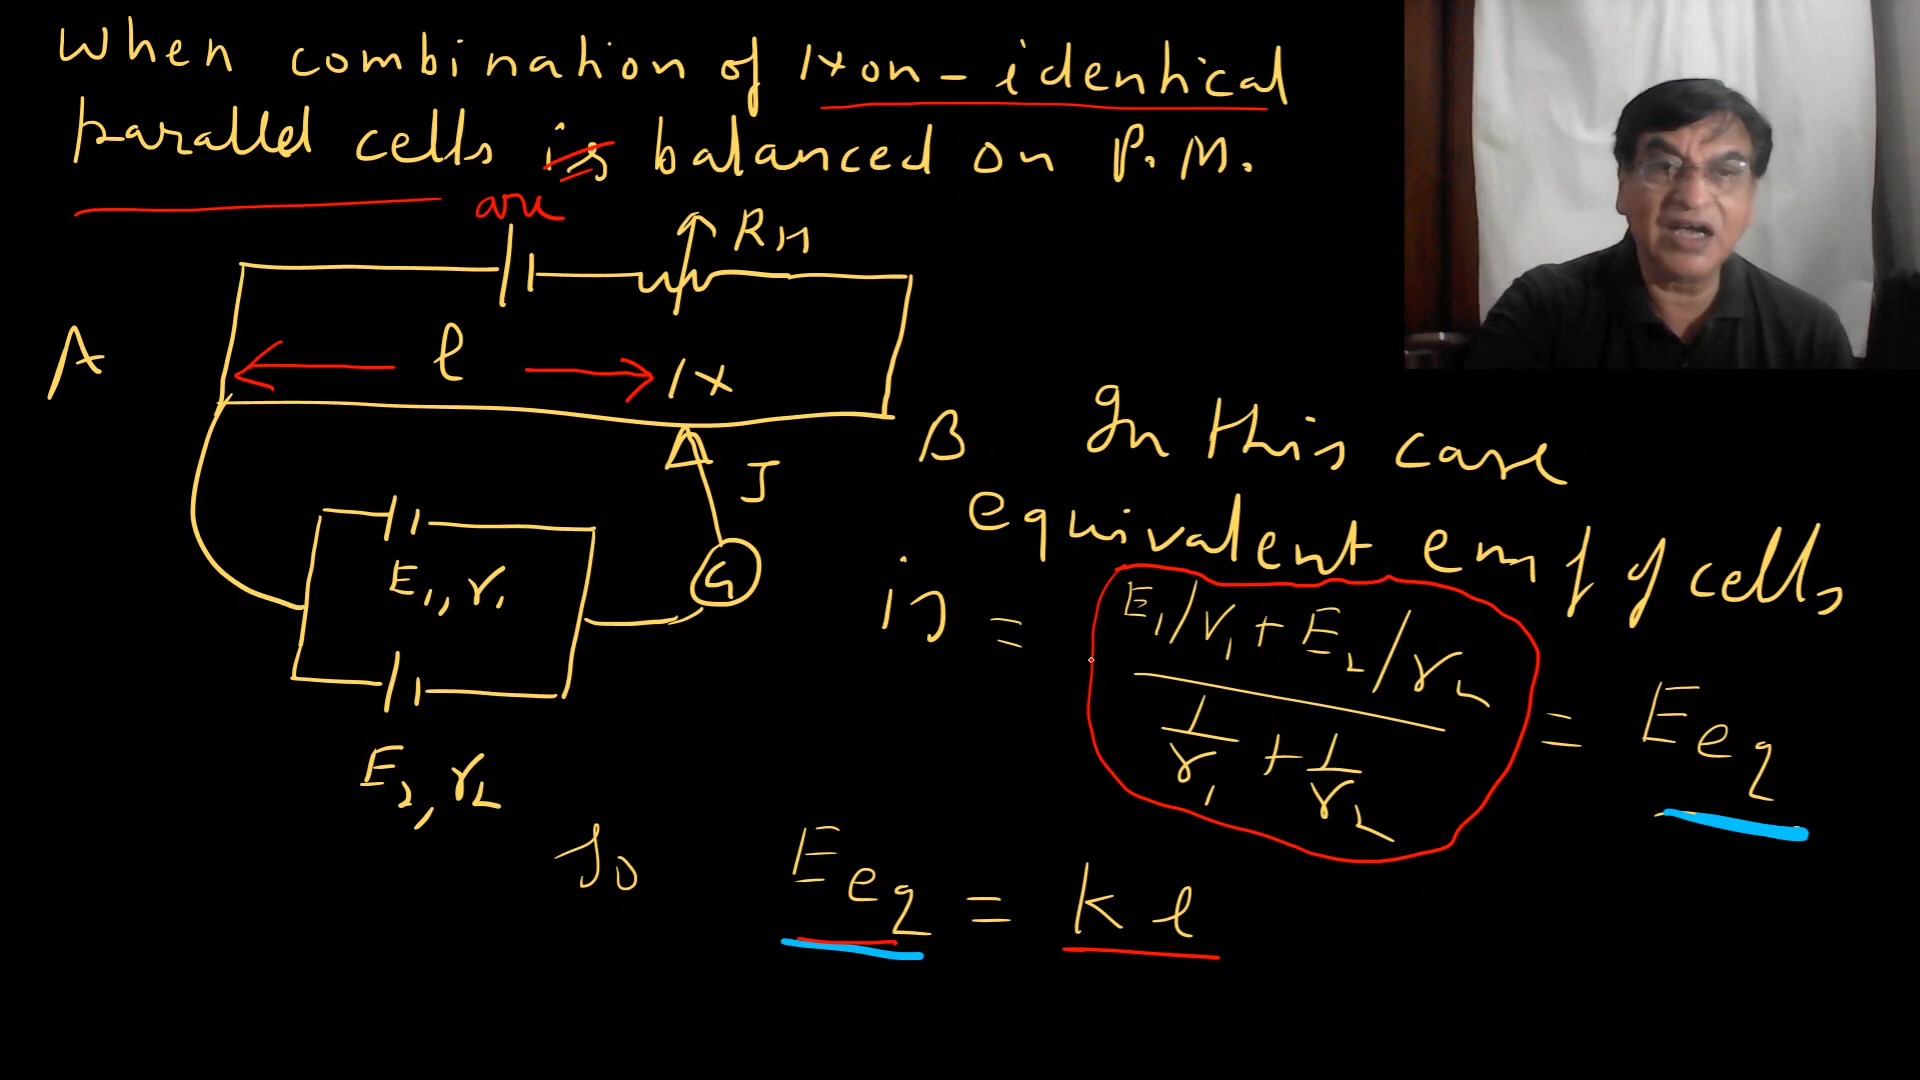 When combination of Non-identical
parallel cells is balanced on P.M.
are
RH
A
l
N
B
J
In this case
equivalent emf of cells
is = E₁/r₁ + E₂/r₂ / 1/r₁ + 1/r₂ = Eeq
G
E₁, r₁
E₂, r₂
So Eeq = kl